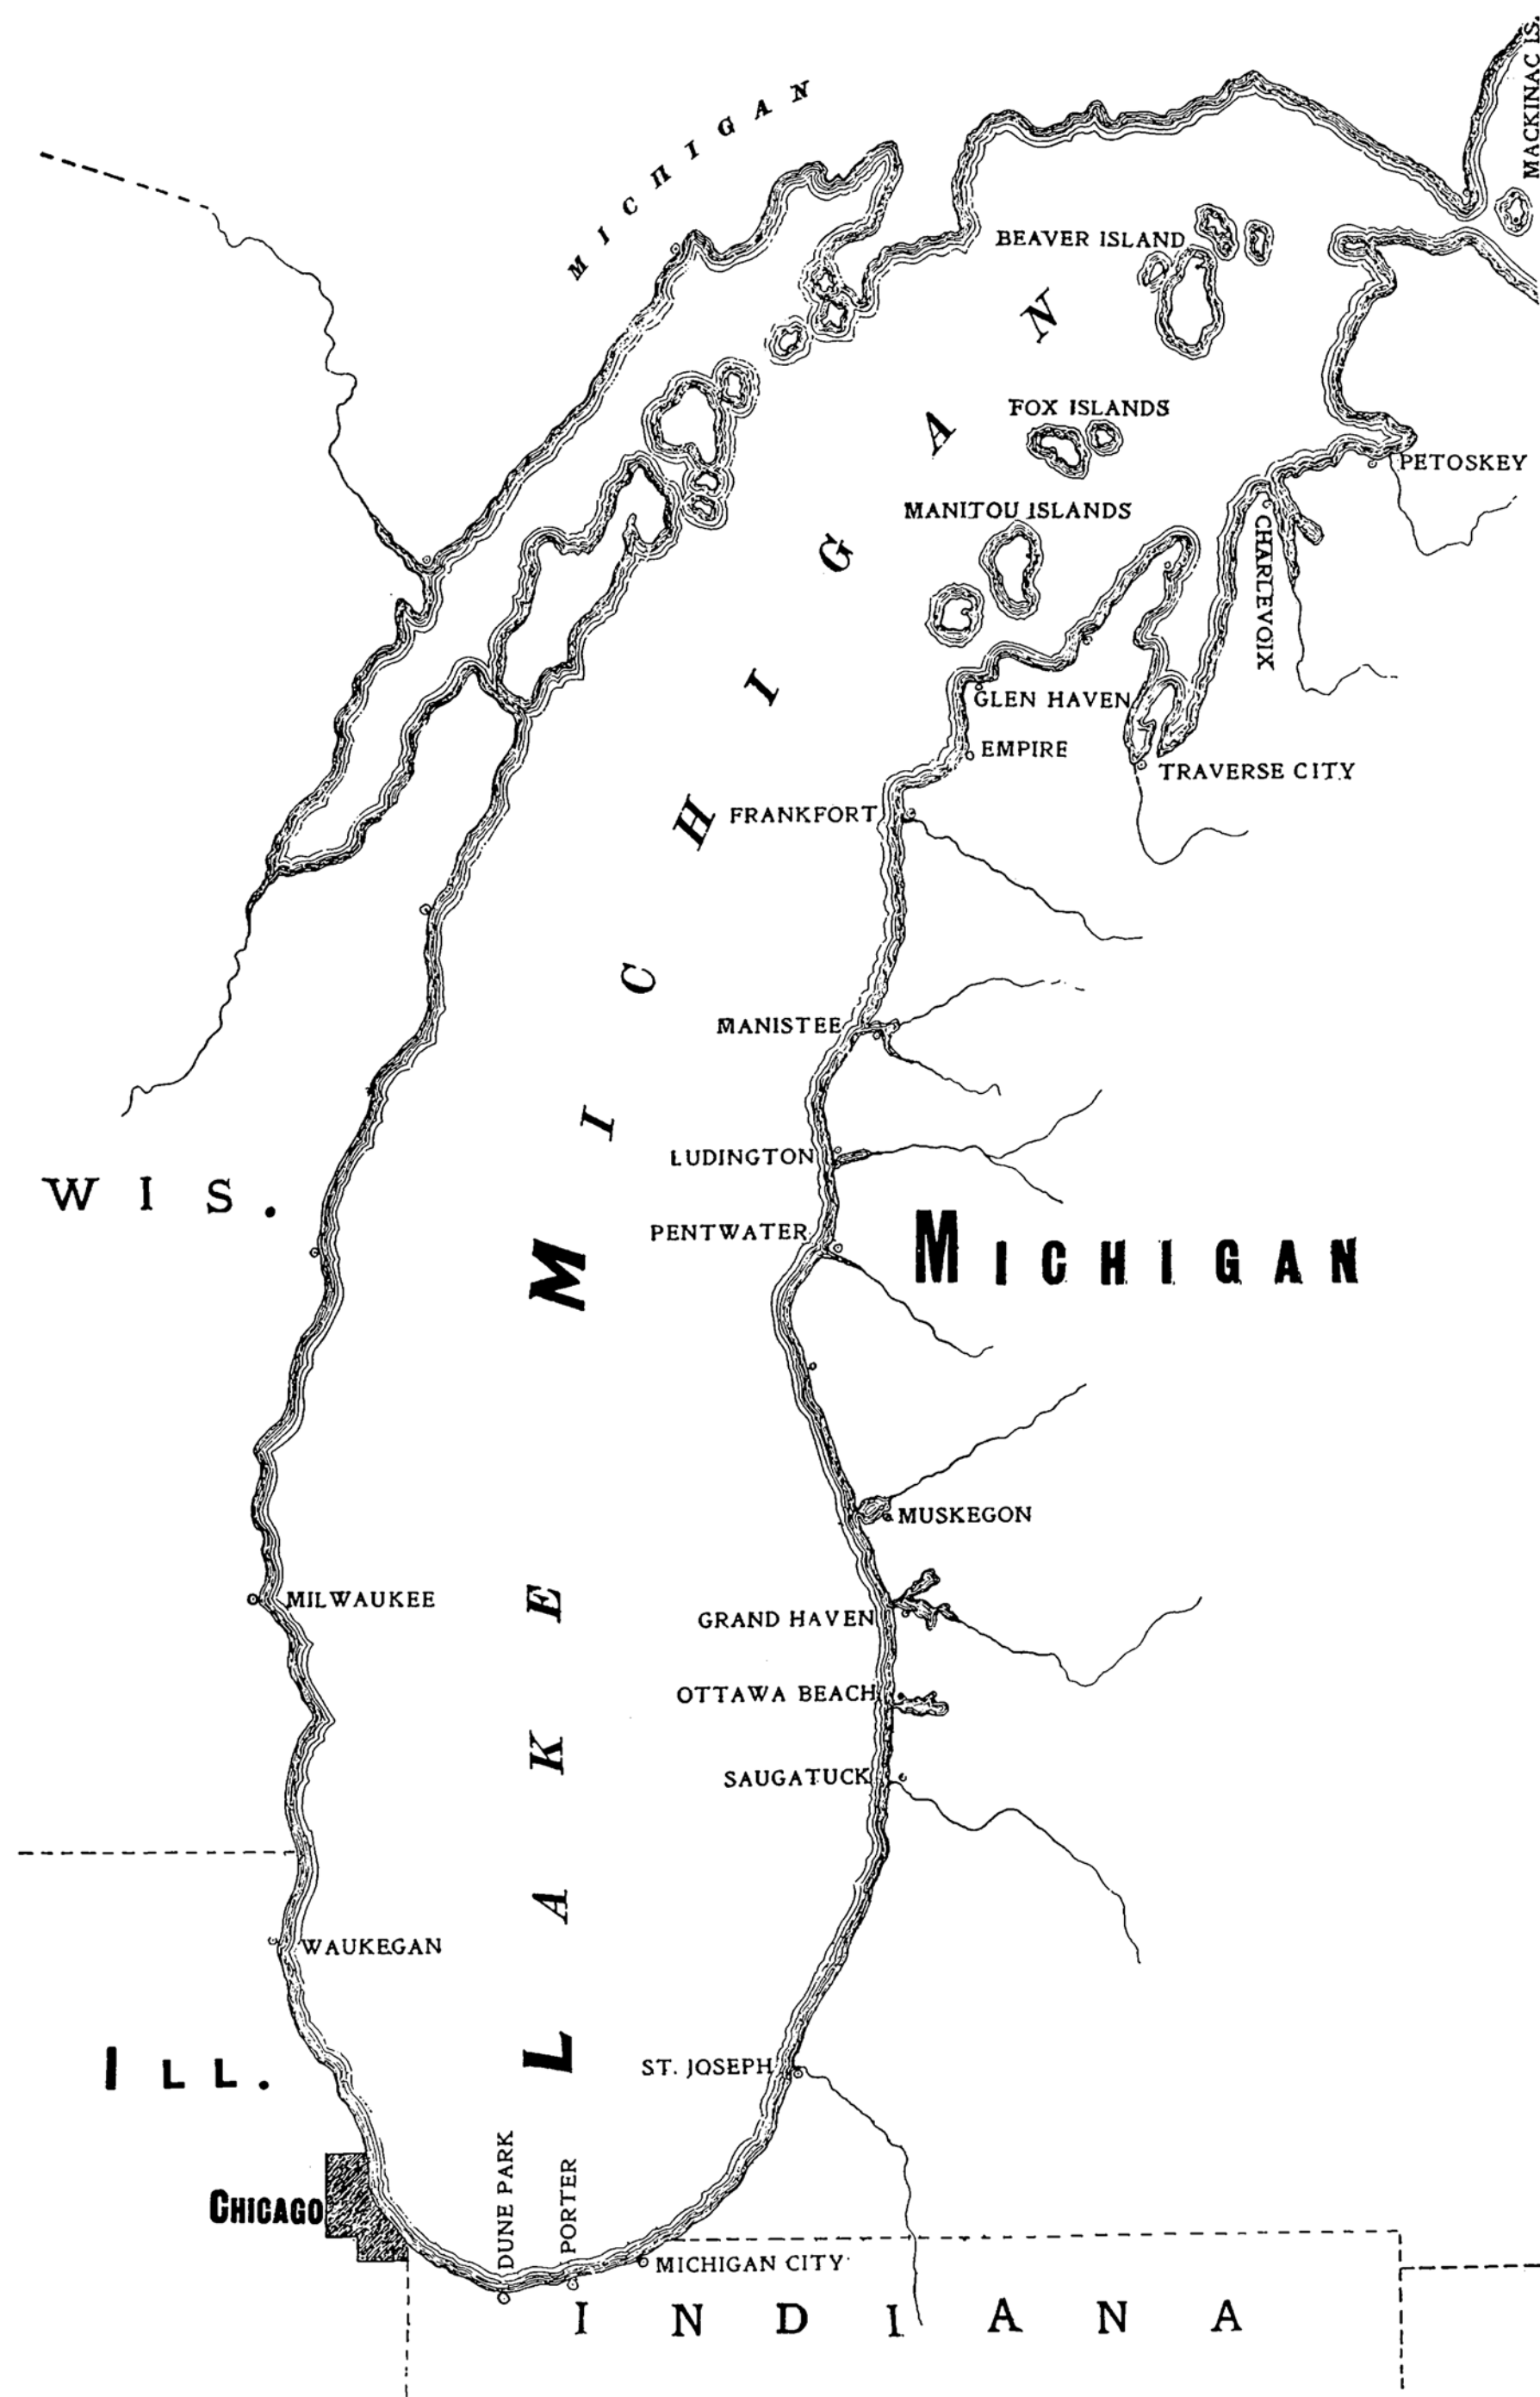 MACKINAC IS.
MICHIGAN
BEAVER ISLAND
FOX ISLANDS
PETOSKEY
MANITOU ISLANDS
CHARLEVOIX
GLEN HAVEN
EMPIRE
TRAVERSE CITY
FRANKFORT
MANISTEE
LUDINGTON
WIS.
PENTWATER
MICHIGAN
LAKE MICHIGAN
MUSKEGON
MILWAUKEE
GRAND HAVEN
OTTAWA BEACH
SAUGATUCK
WAUKEGAN
ILL.
ST. JOSEPH
CHICAGO
DUNE PARK
PORTER
MICHIGAN CITY
INDIANA